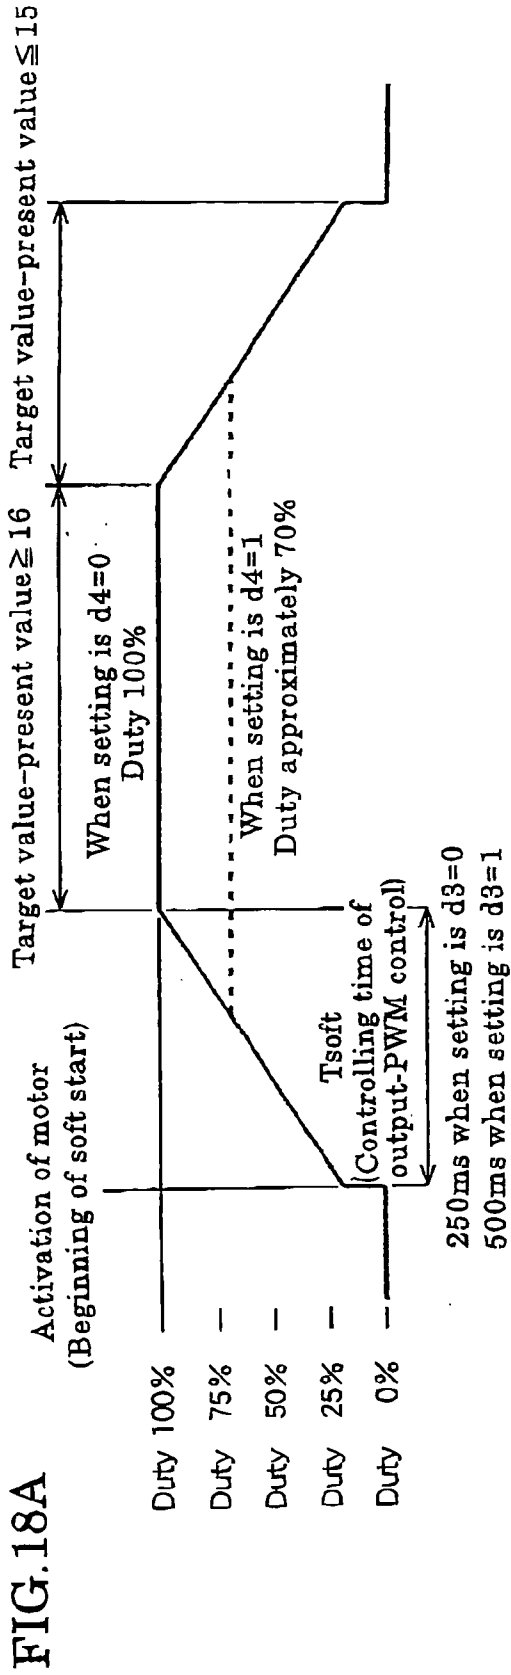 FIG.18A
Activation of motor
(Beginning of soft start)
Target value-present value≧16
Target value-present value≦15
When setting is d4=0
Duty 100%
When setting is d4=1
Duty approximately 70%
Duty 100%
Duty 75%
Duty 50%
Duty 25%
Duty 0%
Tsoft
(Controlling time of
output-PWM control)
250ms when setting is d3=0
500ms when setting is d3=1